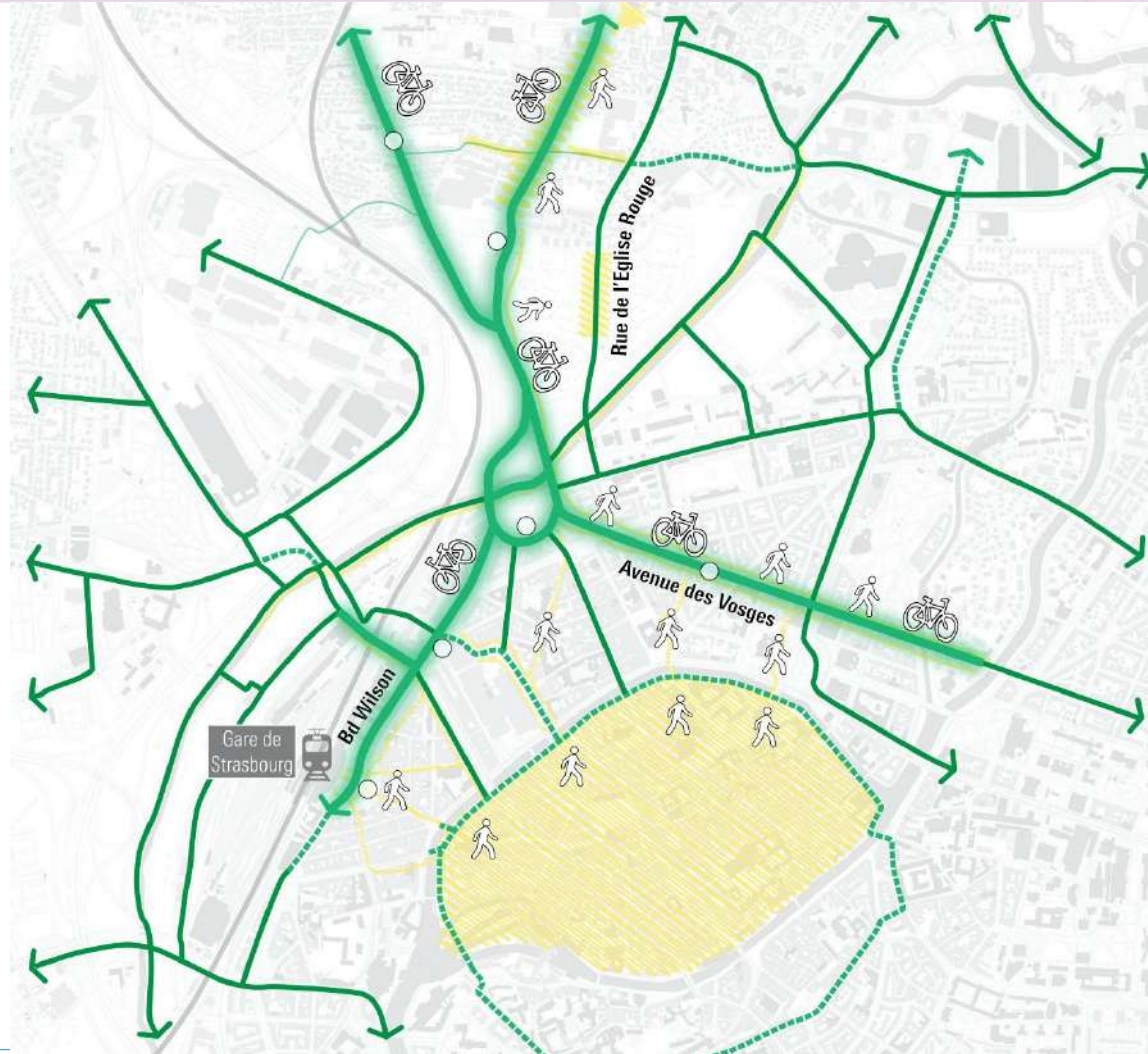 Rue de l'Eglise Rouge
Avenue des Vosges
Bd Wilson
Gare de
Strasbourg